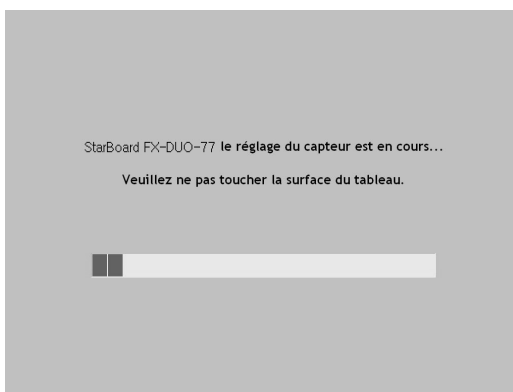 StarBoard FX-DUO-77 le réglage du capteur est en cours...
Veuillez ne pas toucher la surface du tableau.